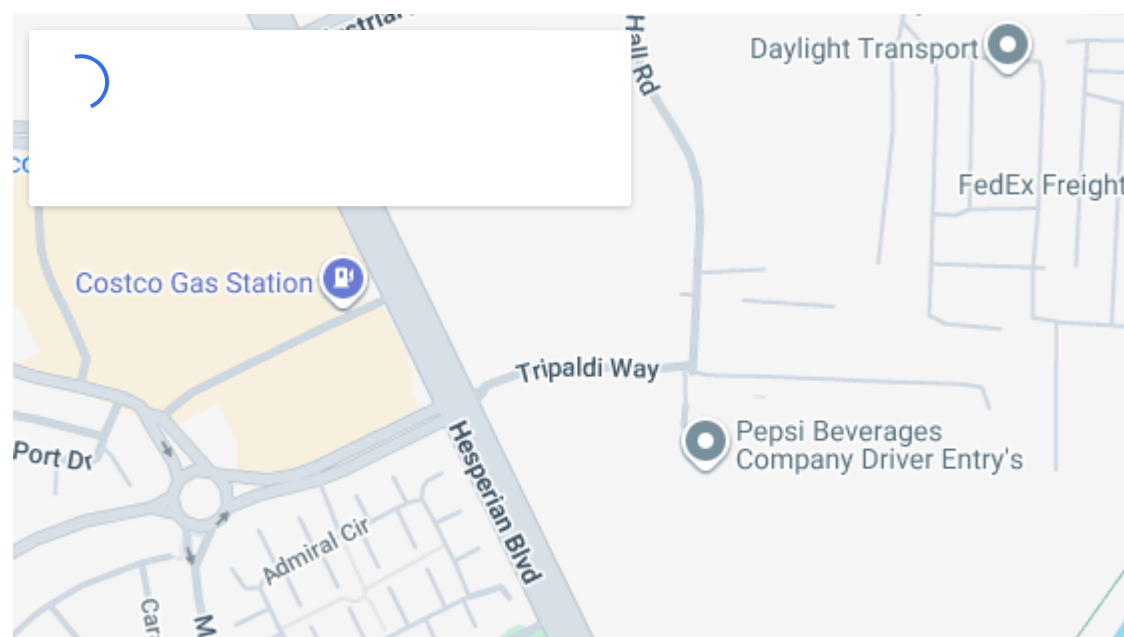 Hall Rd
Daylight Transport
FedEx Freight
Costco Gas Station
Tripaldi Way
Pepsi Beverages
Company Driver Entry's
Port Dr
Hesperian Blvd
Admiral Cir